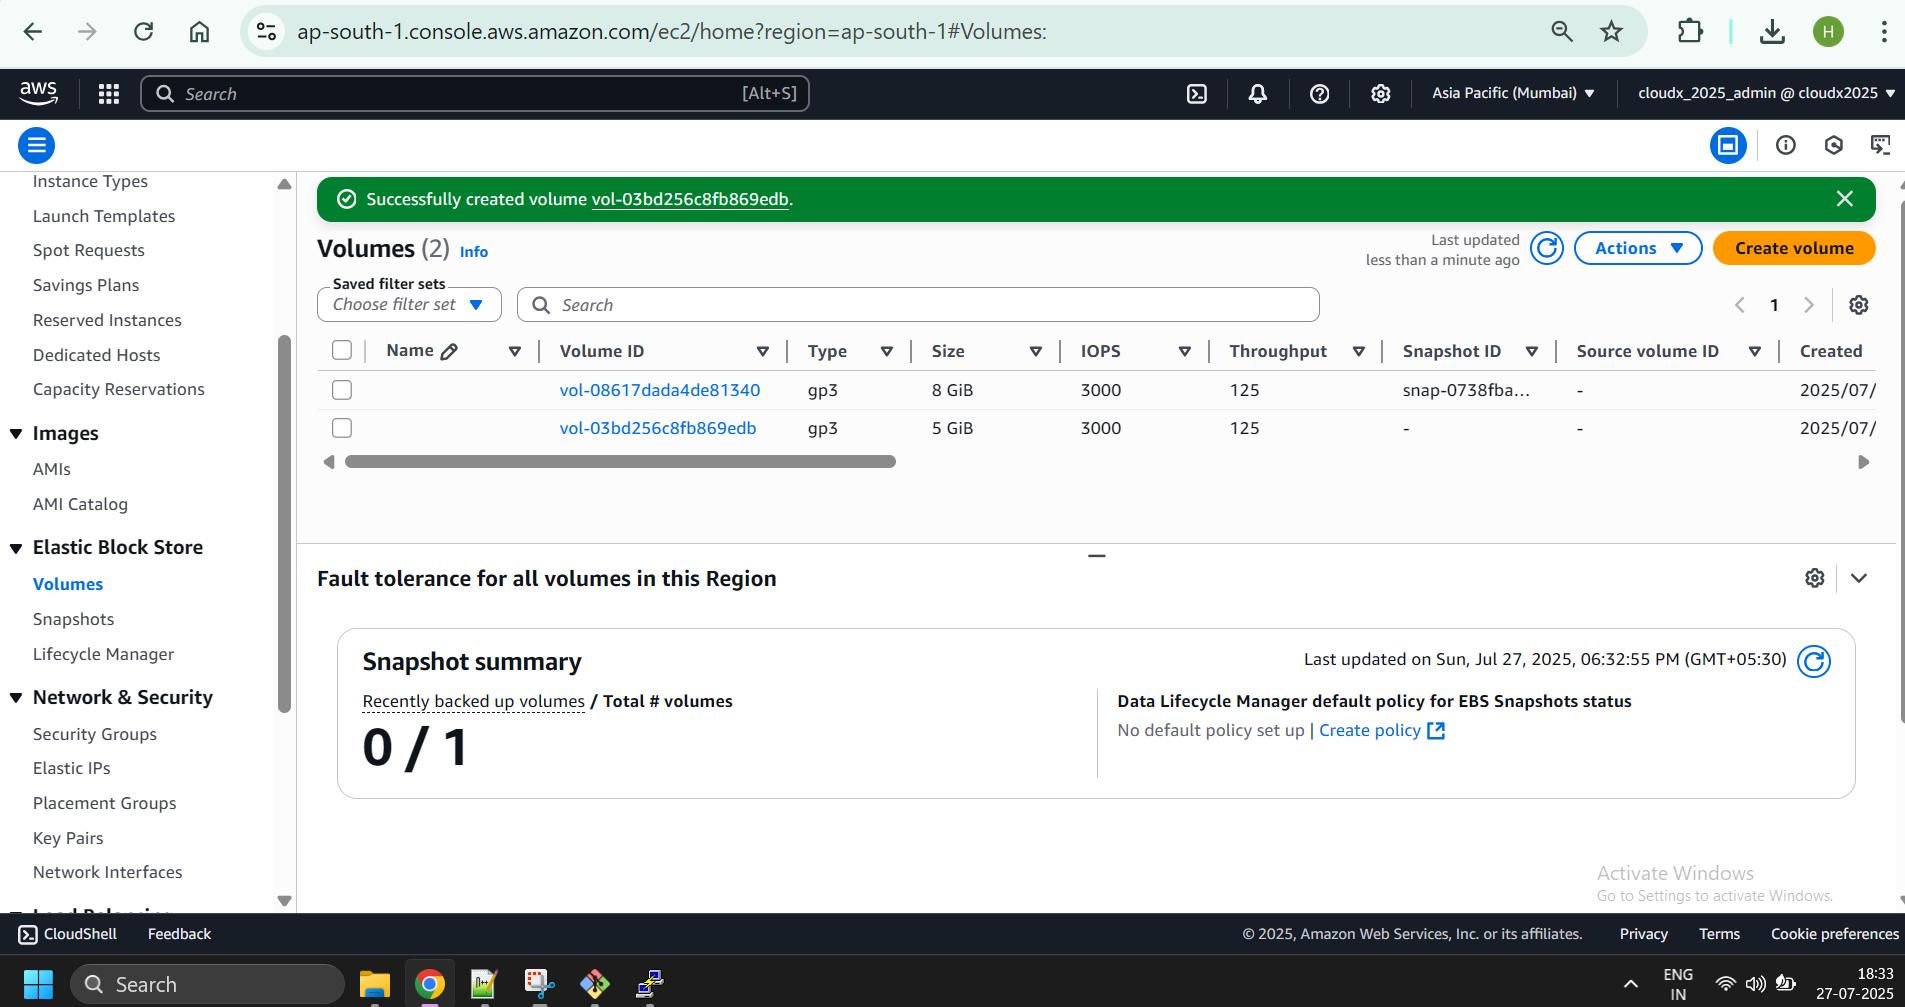 ap-south-1.console.aws.amazon.com/ec2/home?region=ap-south-1#Volumes:
H
aws
Search [Alt+S]
Asia Pacific (Mumbai)
cloudx_2025_admin @ cloudx2025
Instance Types
Launch Templates
Spot Requests
Savings Plans
Reserved Instances
Dedicated Hosts
Capacity Reservations
Images
AMIs
AMI Catalog
Elastic Block Store
Volumes
Snapshots
Lifecycle Manager
Network & Security
Security Groups
Elastic IPs
Placement Groups
Key Pairs
Network Interfaces
Successfully created volume vol-03bd256c8fb869edb.
Volumes (2) Info
Last updated
less than a minute ago
Actions
Create volume
Saved filter sets
Choose filter set
Search
1
Name Volume ID Type Size IOPS Throughput Snapshot ID Source volume ID Created
vol-08617dada4de81340 gp3 8 GiB 3000 125 snap-0738fba... - 2025/07/
vol-03bd256c8fb869edb gp3 5 GiB 3000 125 - - 2025/07/
Fault tolerance for all volumes in this Region
Snapshot summary
Last updated on Sun, Jul 27, 2025, 06:32:55 PM (GMT+05:30)
Recently backed up volumes / Total # volumes
0 / 1
Data Lifecycle Manager default policy for EBS Snapshots status
No default policy set up | Create policy
Activate Windows
Go to Settings to activate Windows.
CloudShell Feedback
© 2025, Amazon Web Services, Inc. or its affiliates. Privacy Terms Cookie preferences
Search
ENG
IN
18:33
27-07-2025